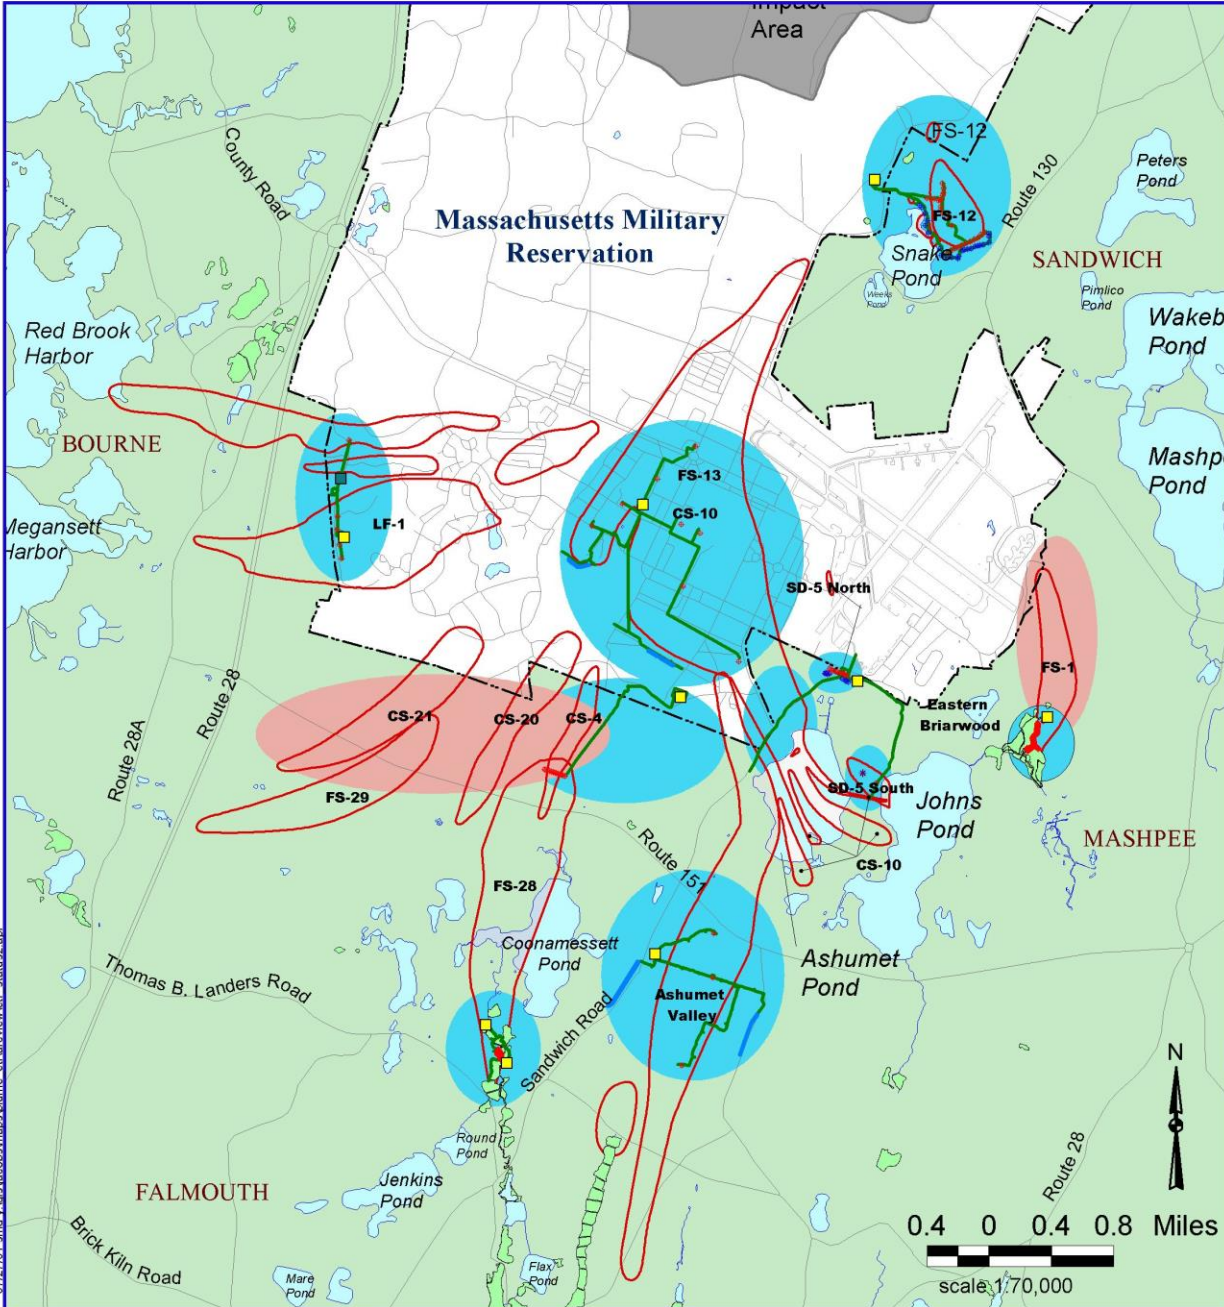 Impact
Area
County Road
FS-12
Peters
Pond
Route 130
Massachusetts Military
Reservation
FS-12
Snake
Pond
SANDWICH
Weeks
Pond
Pimlico
Pond
Red Brook
Harbor
Wakeb
Pond
BOURNE
Mashp
Pond
FS-13
CS-10
LF-1
Megansett
Harbor
SD-5 North
FS-1
Route 28
Eastern
Briarwood
CS-21
CS-20
CS-4
Route 28A
FS-29
SD-5 South
Johns
Pond
MASHPEE
Route 151
CS-10
FS-28
Coonamessett
Pond
Ashumet
Pond
Thomas B. Landers Road
Ashumet
Valley
Sandwich Road
N
Round
Pond
Jenkins
Pond
FALMOUTH
Route 28
Brick Kiln Road
0.4 0 0.4 0.8 Miles
scale 1:70,000
Flax
Pond
Mare
Pond